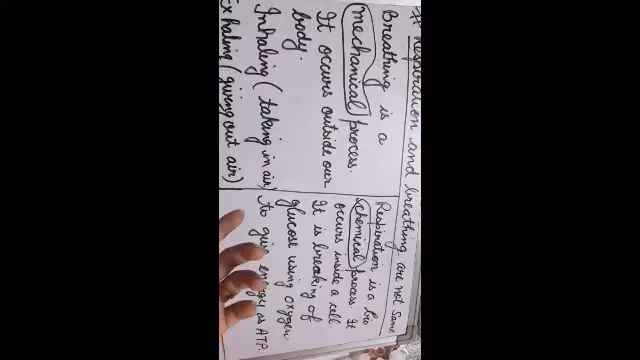 # Respiration and breathing are not same
Breathing is a
mechanical process.
It occurs outside our
body.
Inhaling (taking in air)
Exhaling (giving out air)
Respiration is a bio
chemical process It
occurs inside a cell.
It is breaking of
glucose using oxygen
to give energy as ATP.